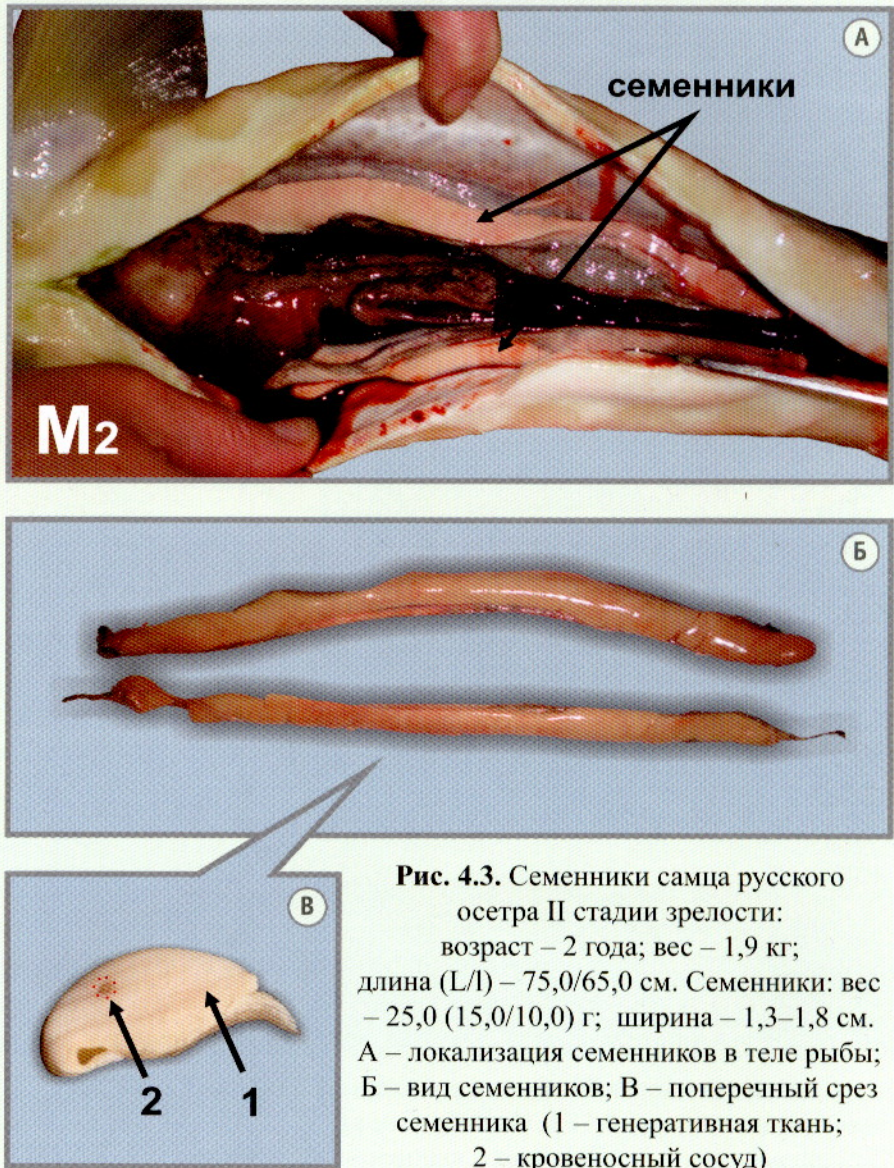 А
семенники
М2
Б
В
2
1
Рис. 4.3. Семенники самца русского
осетра II стадии зрелости:
возраст – 2 года; вес – 1,9 кг;
длина (L/l) – 75,0/65,0 см. Семенники: вес
– 25,0 (15,0/10,0) г; ширина – 1,3–1,8 см.
А – локализация семенников в теле рыбы;
Б – вид семенников; В – поперечный срез
семенника (1 – генеративная ткань;
2 – кровеносный сосуд)